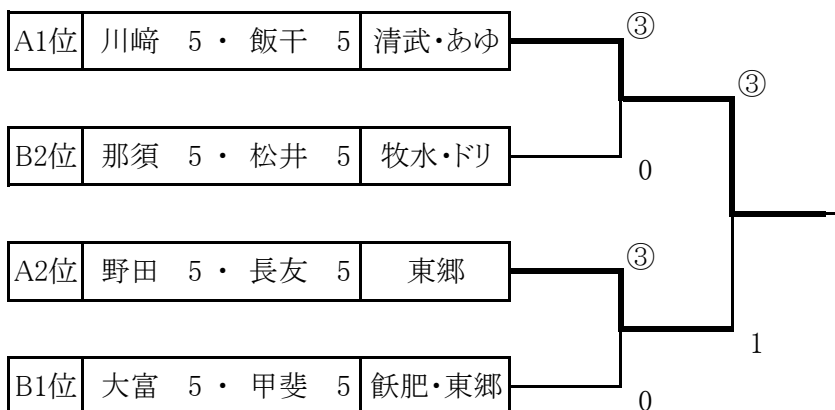 A1位 川﨑 5 ・ 飯干 5 清武・あゆ
③
③
B2位 那須 5 ・ 松井 5 牧水・ドリ
0
A2位 野田 5 ・ 長友 5 東郷
③
1
B1位 大富 5 ・ 甲斐 5 飫肥・東郷
0